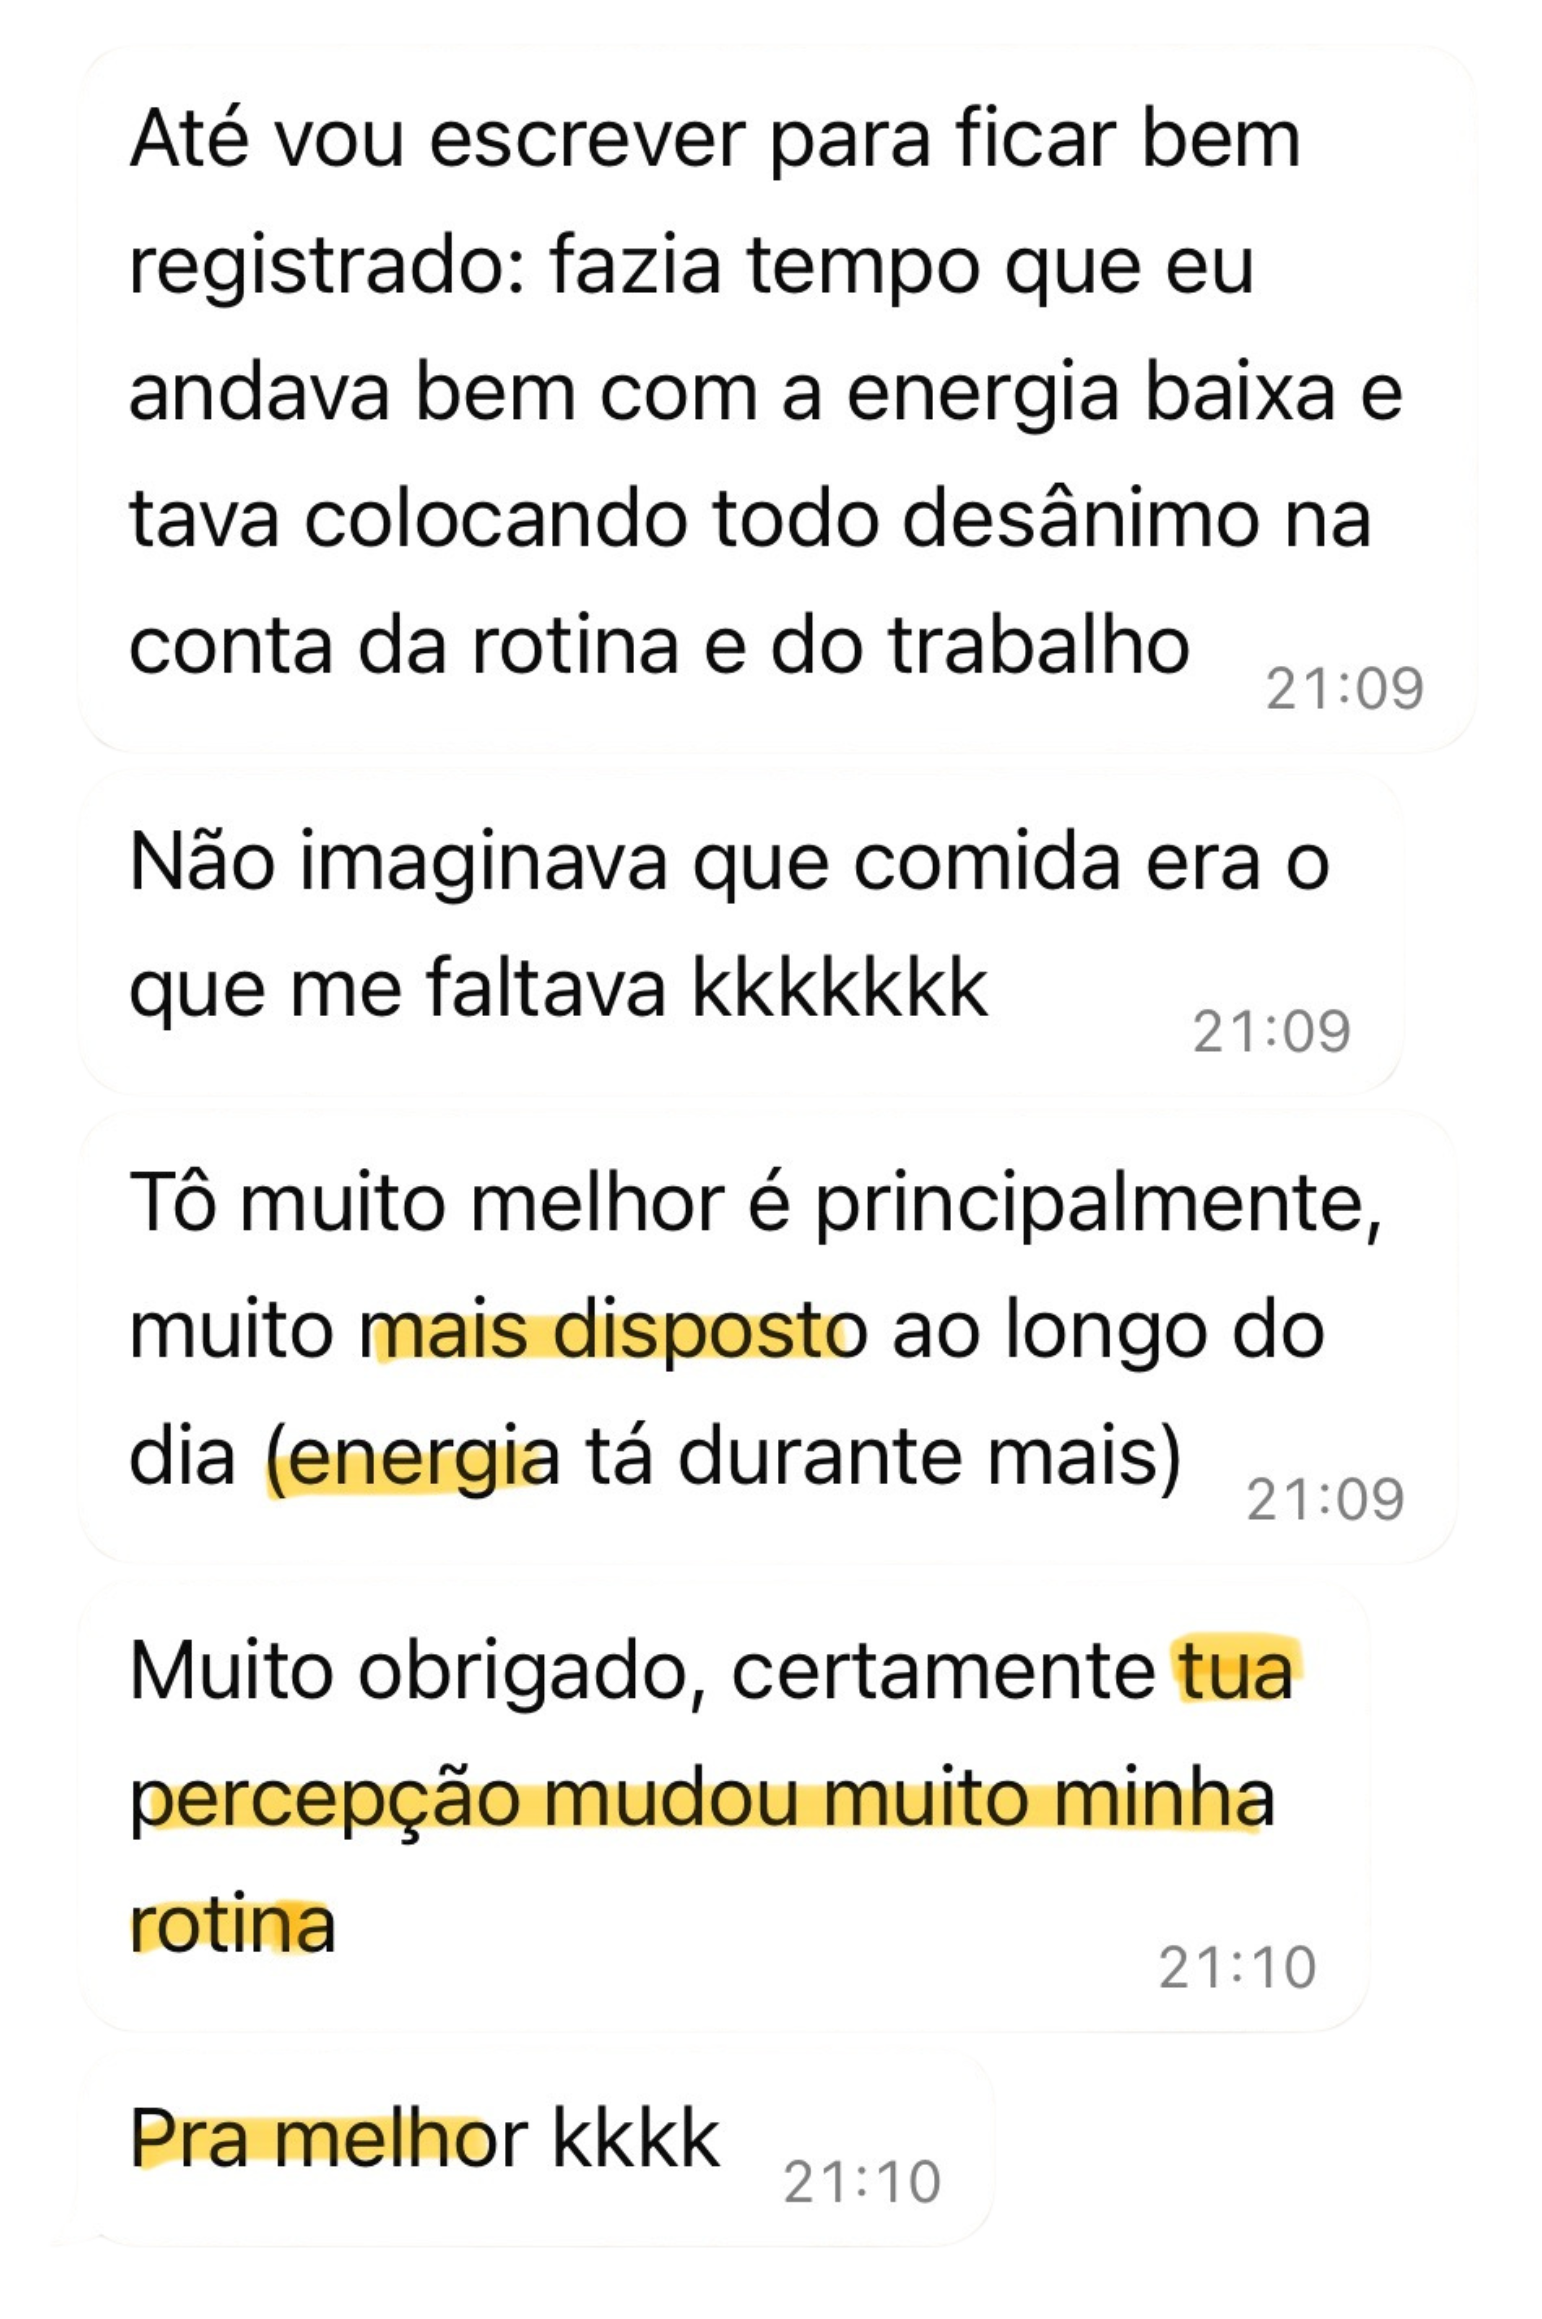 Até vou escrever para ficar bem
registrado: fazia tempo que eu
andava bem com a energia baixa e
tava colocando todo desânimo na
conta da rotina e do trabalho
21:09
Não imaginava que comida era o
que me faltava kkkkkkk
21:09
Tô muito melhor é principalmente,
muito mais disposto ao longo do
dia (energia tá durante mais)
21:09
Muito obrigado, certamente tua
percepção mudou muito minha
rotina
21:10
Pra melhor kkkk
21:10